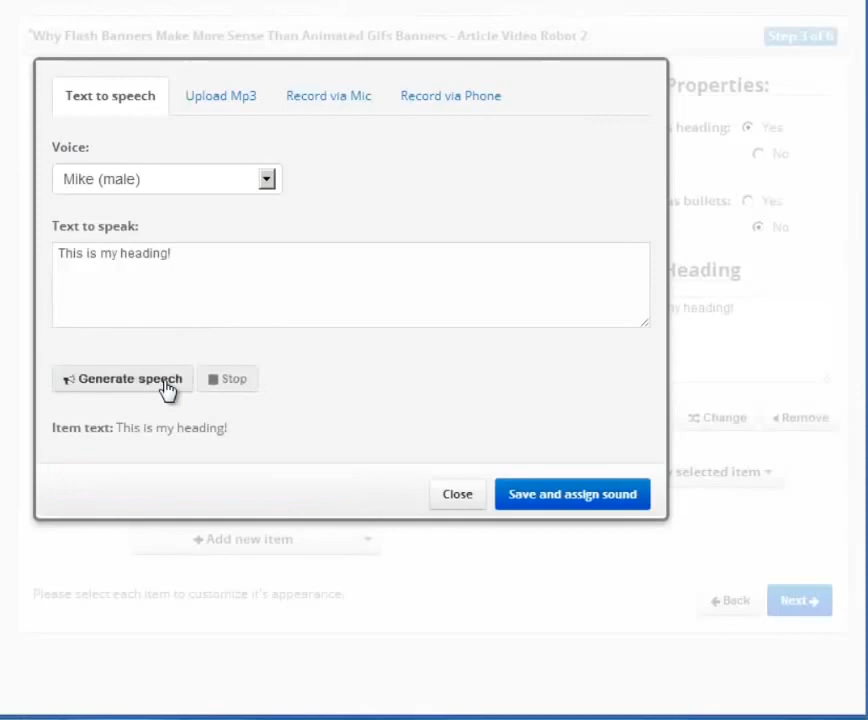 "Why Flash Banners Make More Sense Than Animated Gifs Banners - Article Video Robot 2
Step 3 of 6
Text to speech
Upload Mp3
Record via Mic
Record via Phone
Properties:
Voice:
heading: Yes
No
Mike (male)
as bullets: Yes
No
Text to speak:
This is my heading!
Heading
heading!
Generate speech
Stop
Change
Remove
Item text: This is my heading!
selected item
Close
Save and assign sound
Add new item
Please select each item to customize it's appearance.
Back
Next